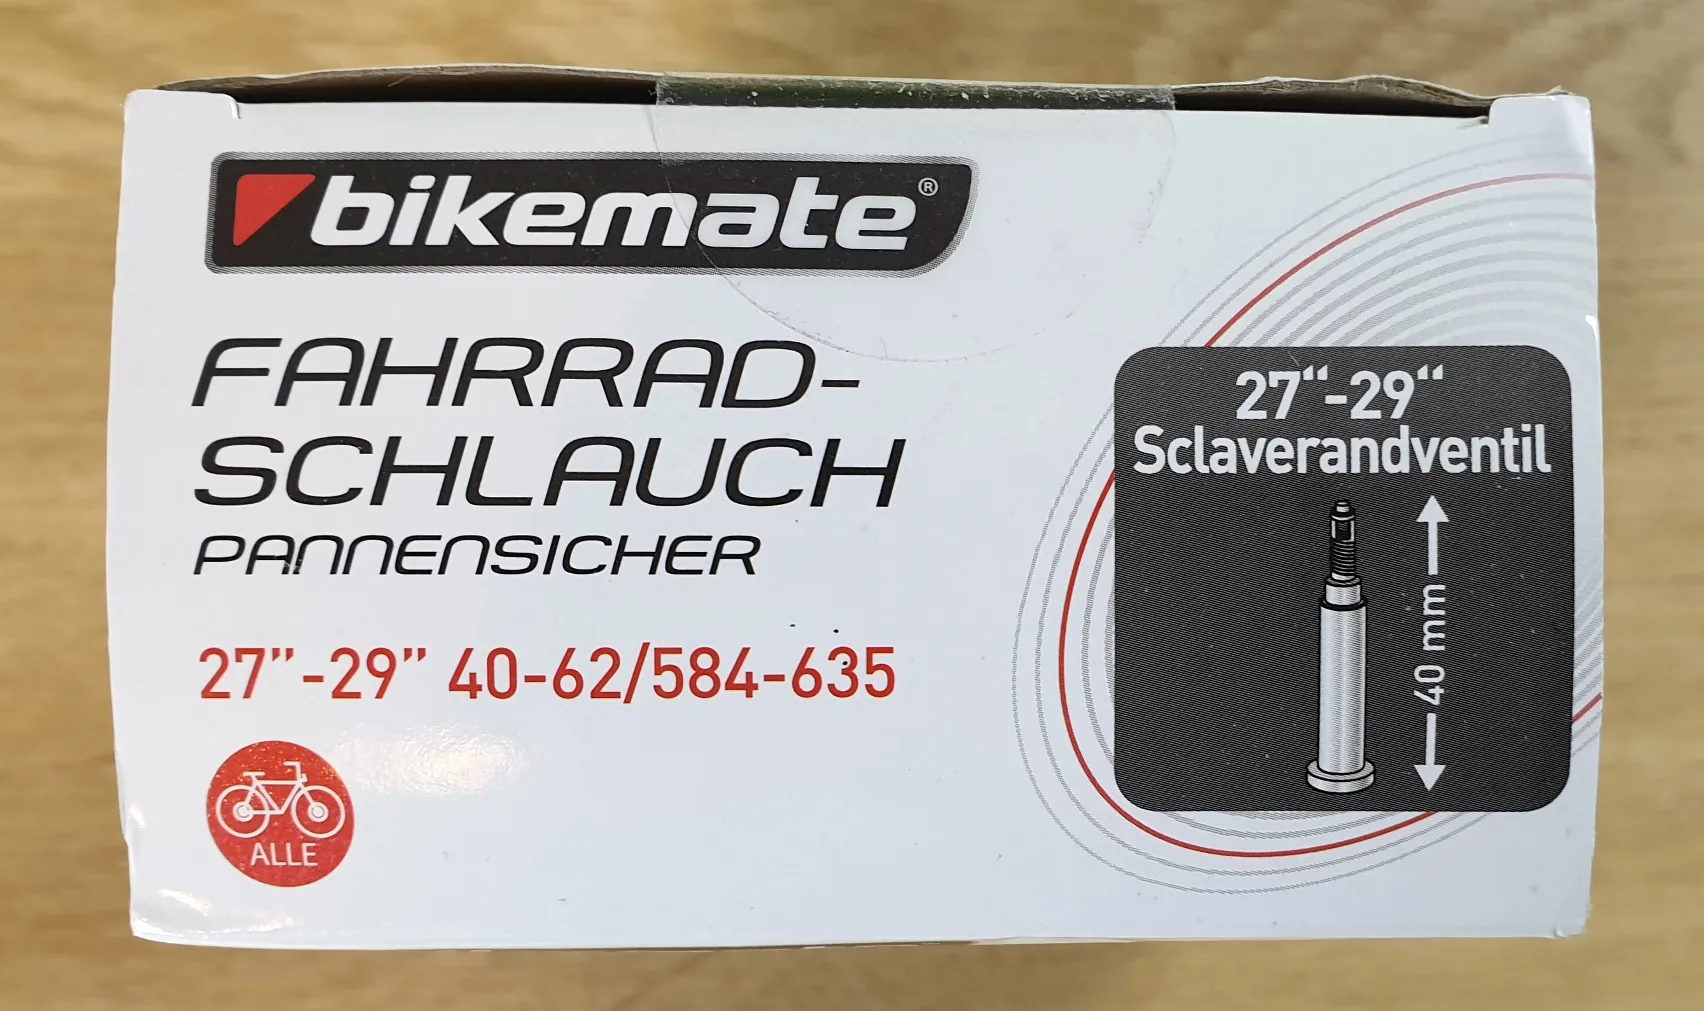 bikemate®
FAHRRAD-
SCHLAUCH
PANNENSICHER
27”-29” 40-62/584-635
ALLE
27“-29“
Sclaverandventil
40 mm